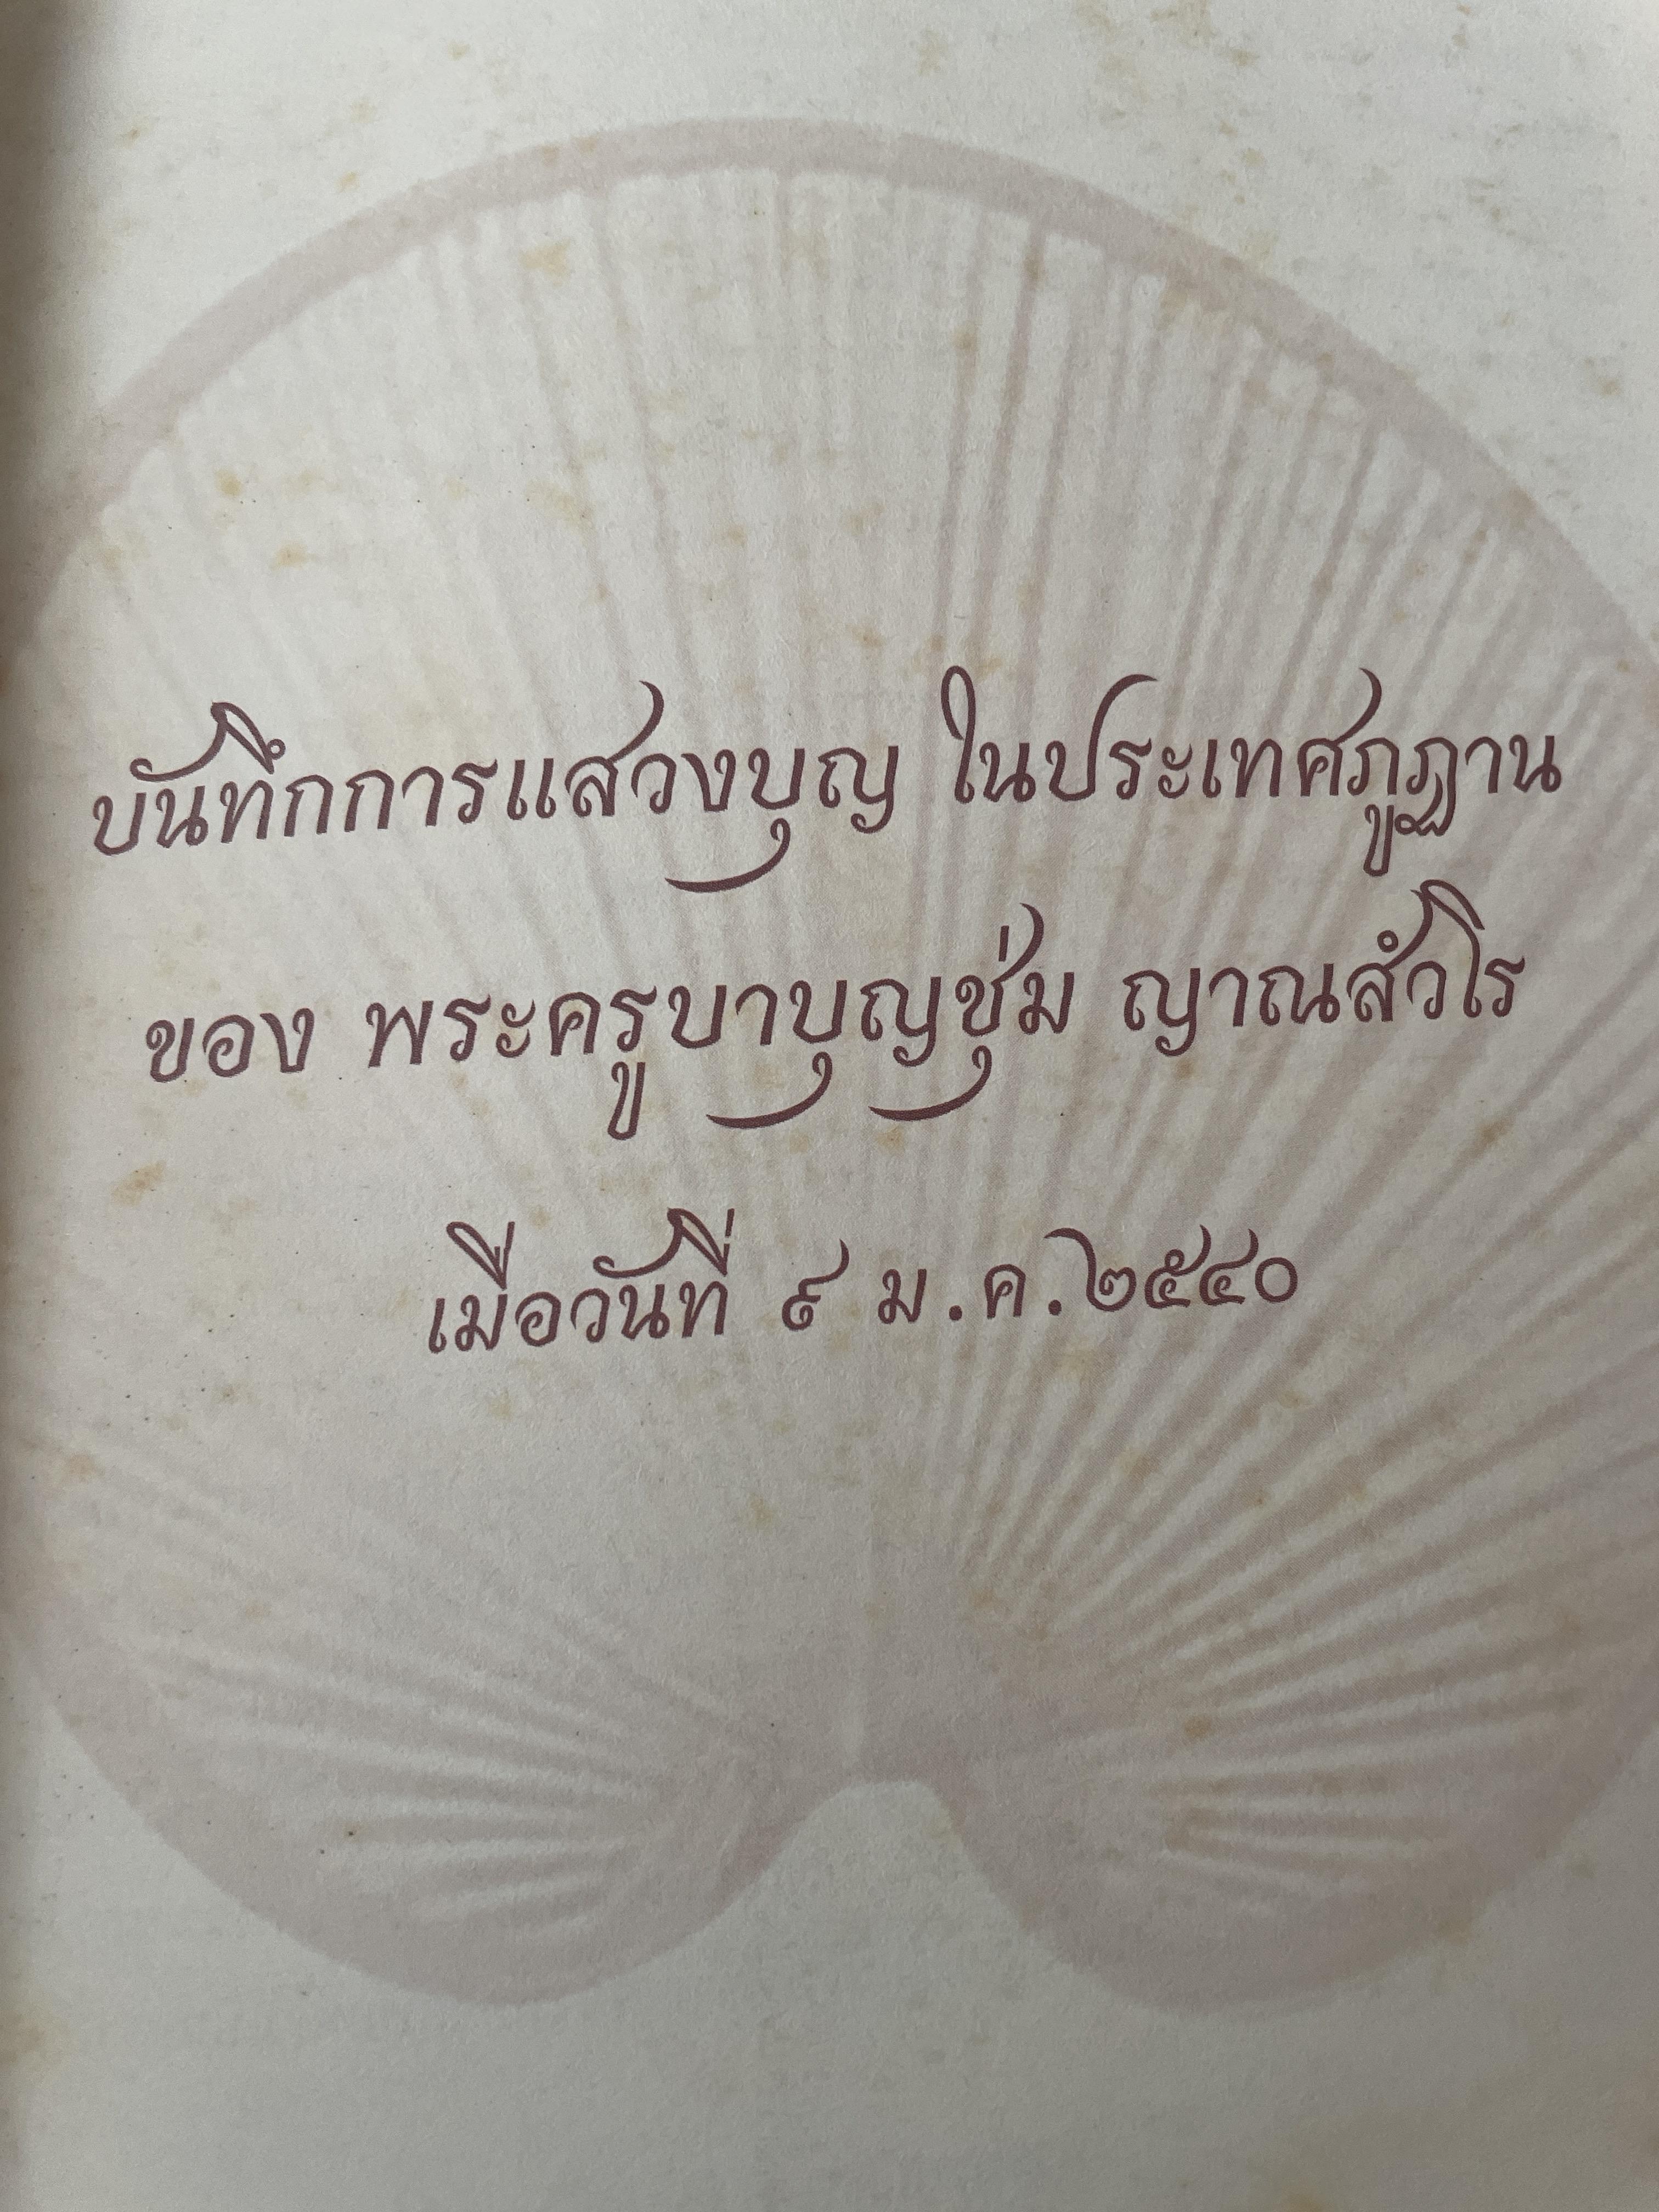 บันทึกการแสวงบุญ ในประเทศภูฏาน
ของ พระครูบาบุญชุ่ม ญาณสํวโร
เมื่อวันที่ ๙ ม.ค.๒๕๔๐